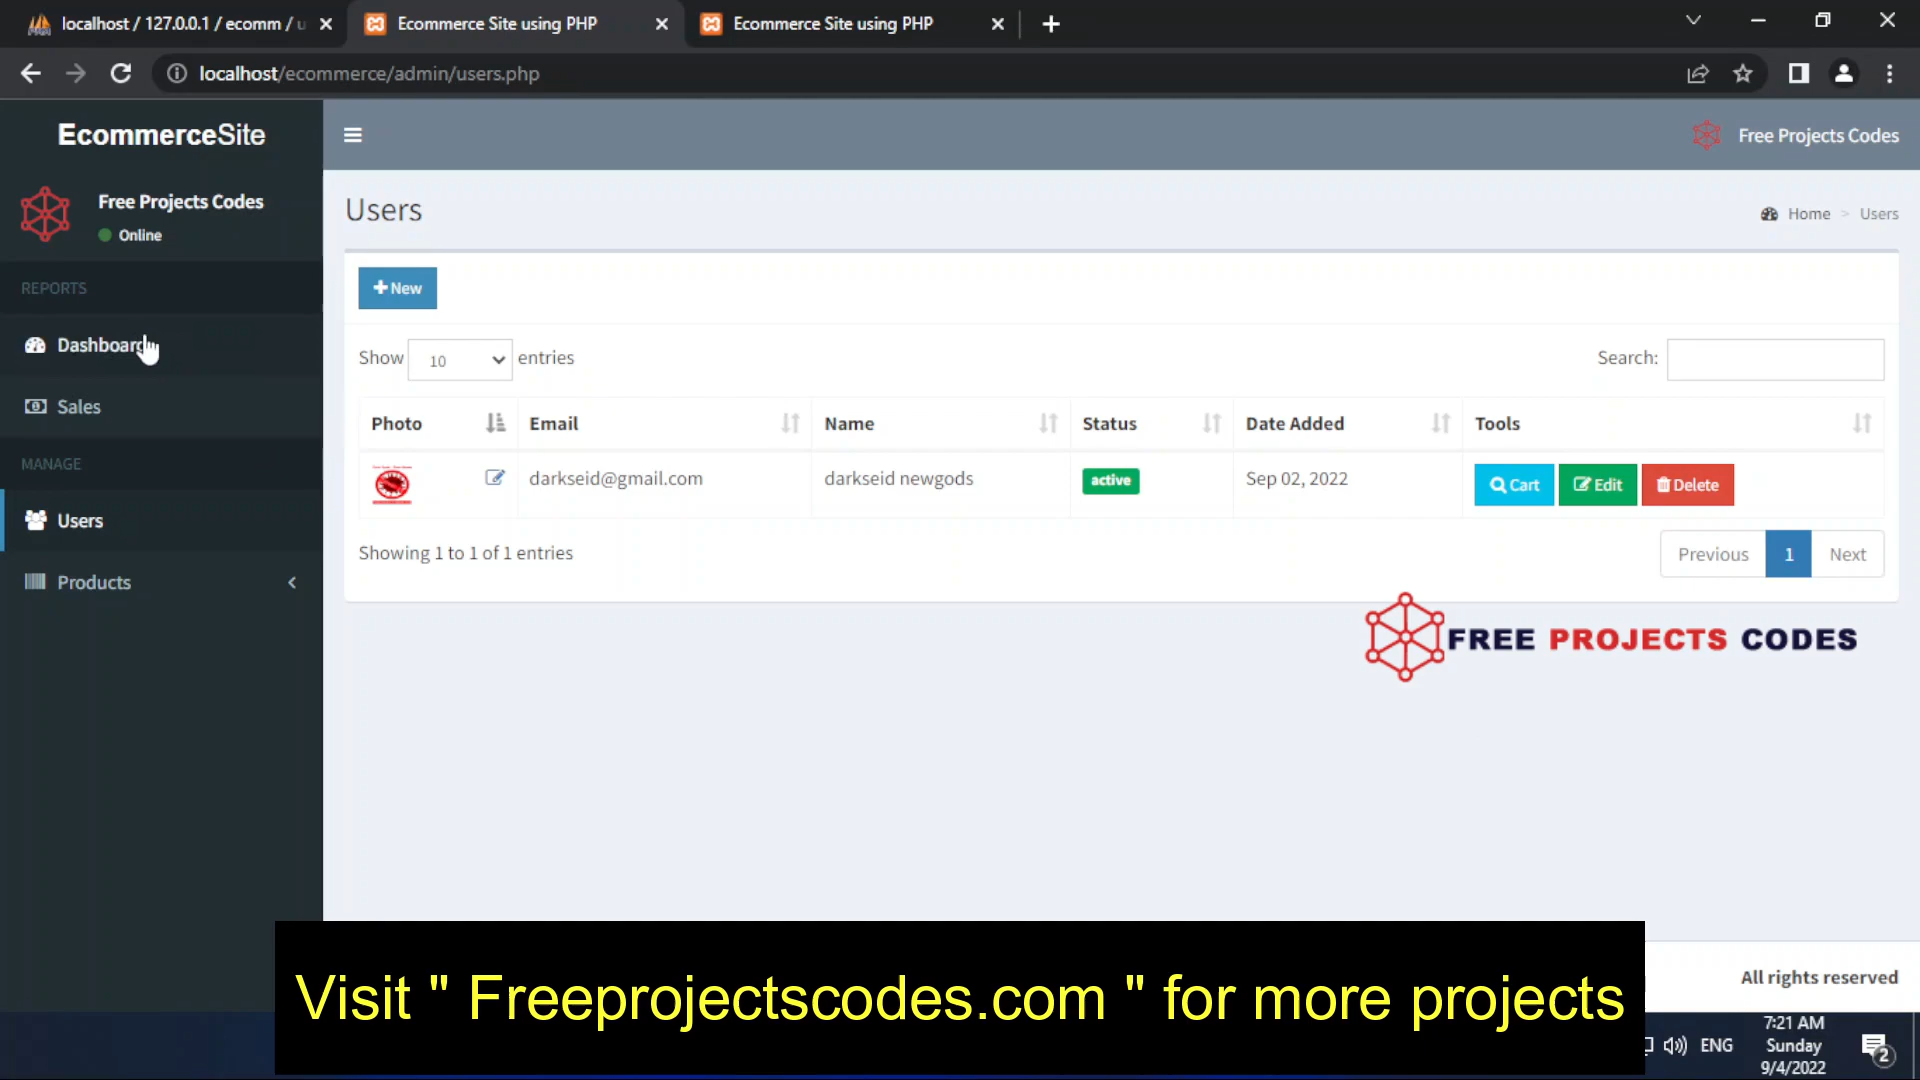 localhost / 127.0.0.1 / ecomm / u
Ecommerce Site using PHP
Ecommerce Site using PHP
localhost/ecommerce/admin/users.php
EcommerceSite
Free Projects Codes
Free Projects Codes
Online
Users
Home > Users
REPORTS
New
Dashboard
Show 10 entries
Search:
Sales
Photo Email Name Status Date Added Tools
MANAGE
darkseid@gmail.com darkseid newgods active Sep 02, 2022 Cart Edit Delete
Users
Showing 1 to 1 of 1 entries
Previous 1 Next
Products
FREE PROJECTS CODES
All rights reserved
Visit " Freeprojectscodes.com " for more projects
ENG
7:21 AM
Sunday
9/4/2022
2